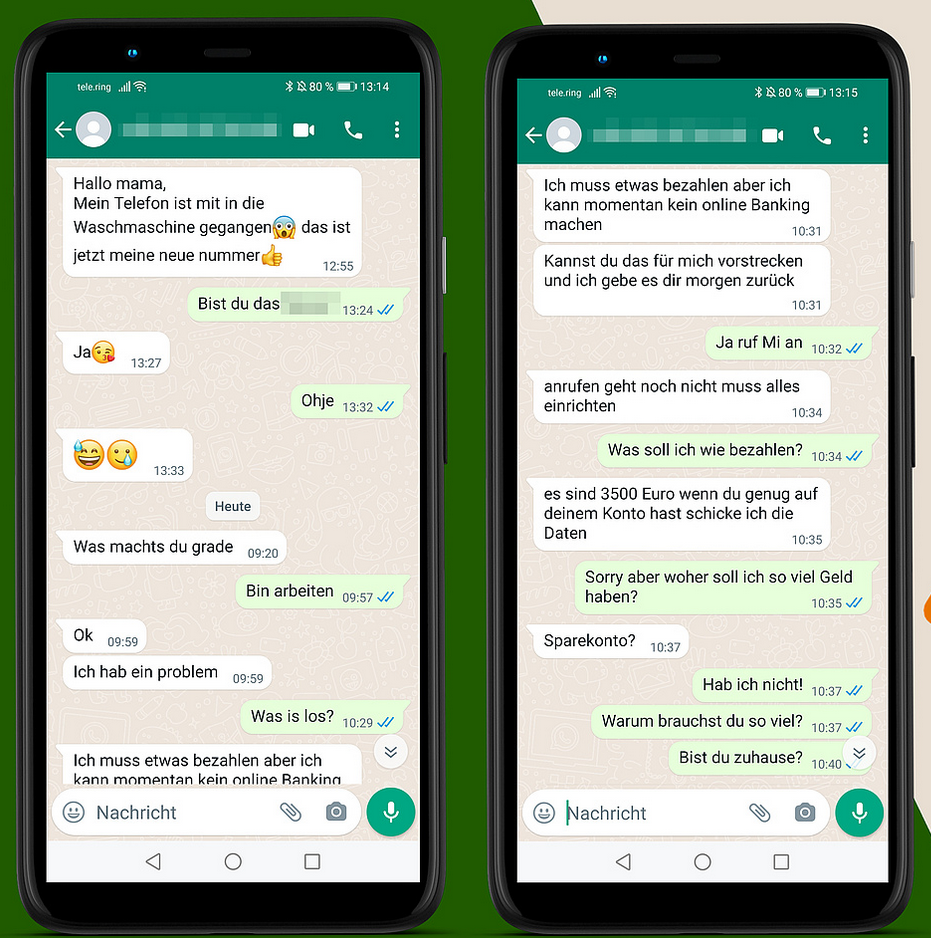 tele.ring 80 % 13:14
Hallo mama,
Mein Telefon ist mit in die
Waschmaschine gegangen😱 das ist
jetzt meine neue nummer👍
12:55
Bist du das 13:24
Ja😘 13:27
Ohje 13:32
😅🥲 13:33
Heute
Was machts du grade 09:20
Bin arbeiten 09:57
Ok 09:59
Ich hab ein problem 09:59
Was is los? 10:29
Ich muss etwas bezahlen aber ich
kann momentan kein online Banking
Nachricht
tele.ring 80 % 13:15
Ich muss etwas bezahlen aber ich
kann momentan kein online Banking
machen
10:31
Kannst du das für mich vorstrecken
und ich gebe es dir morgen zurück
10:31
Ja ruf Mi an 10:32
anrufen geht noch nicht muss alles
einrichten
10:34
Was soll ich wie bezahlen? 10:34
es sind 3500 Euro wenn du genug auf
deinem Konto hast schicke ich die
Daten
10:35
Sorry aber woher soll ich so viel Geld
haben?
10:35
Sparekonto? 10:37
Hab ich nicht! 10:37
Warum brauchst du so viel? 10:37
Bist du zuhause? 10:40
Nachricht